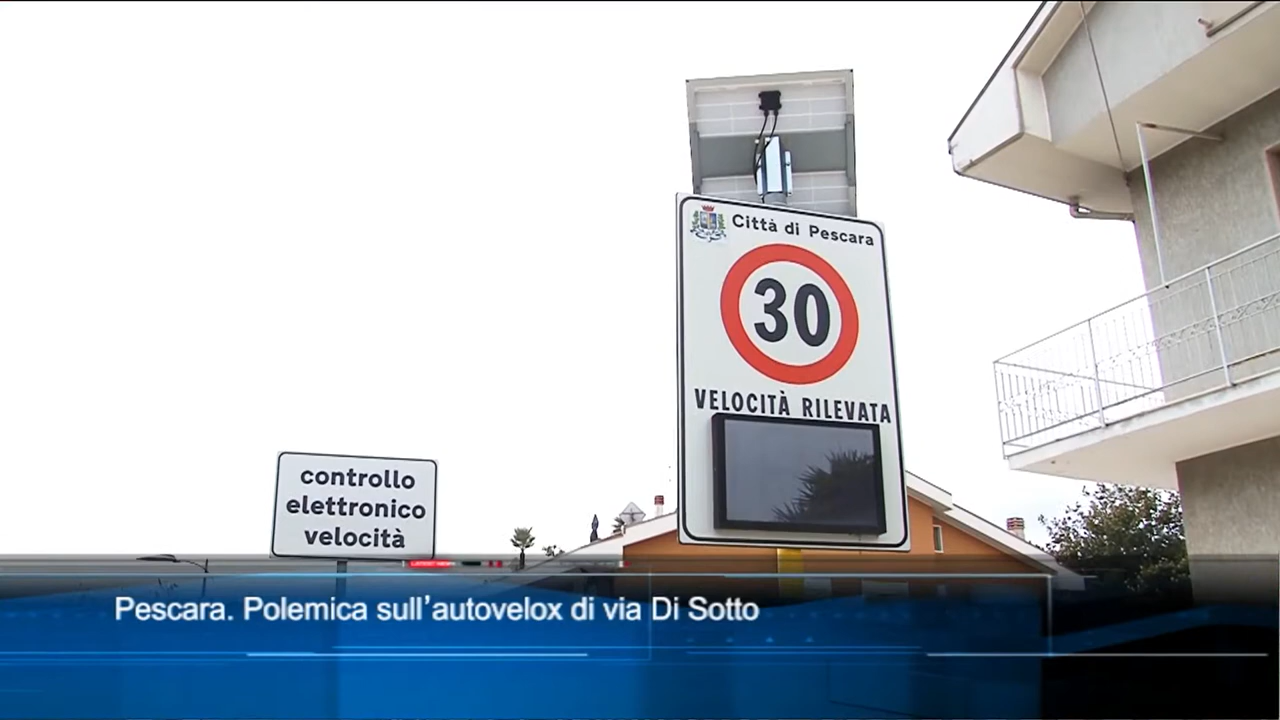 Città di Pescara
30
VELOCITÀ RILEVATA
controllo
elettronico
velocità
Pescara. Polemica sull'autovelox di via Di Sotto